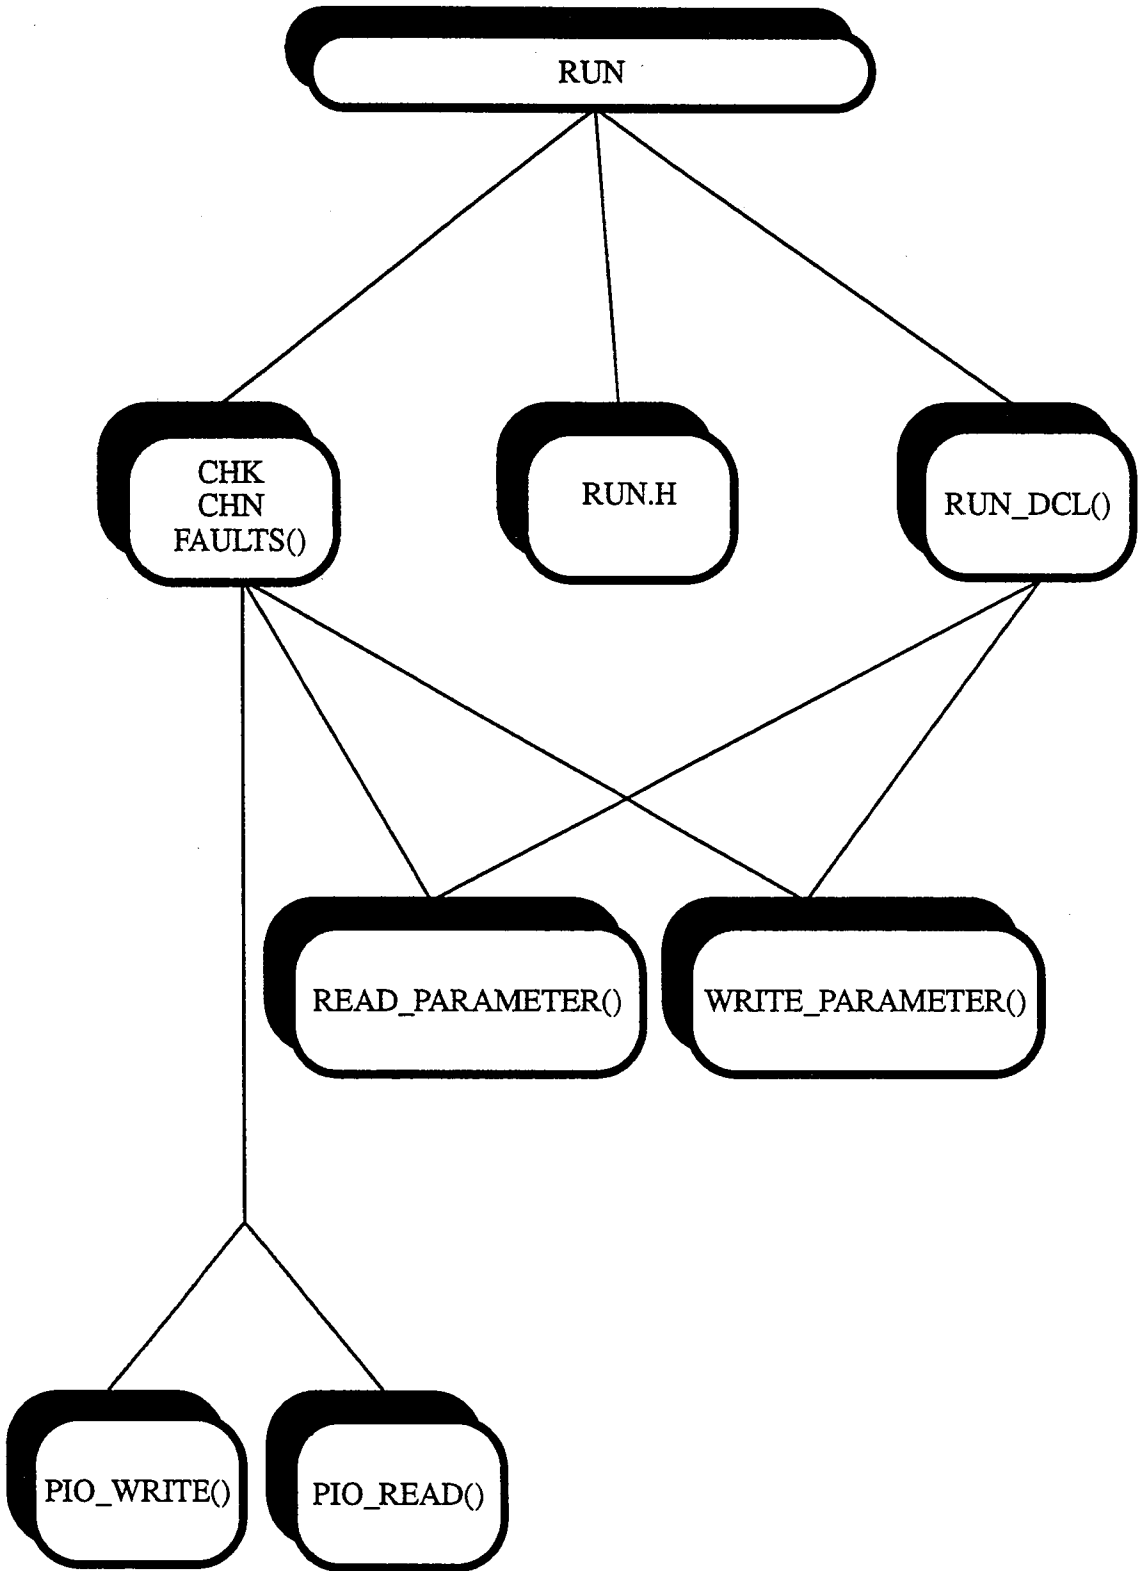 RUN
CHK
CHN
FAULTS()
RUN.H
RUN_DCL()
READ_PARAMETER()
WRITE_PARAMETER()
PIO_WRITE()
PIO_READ()